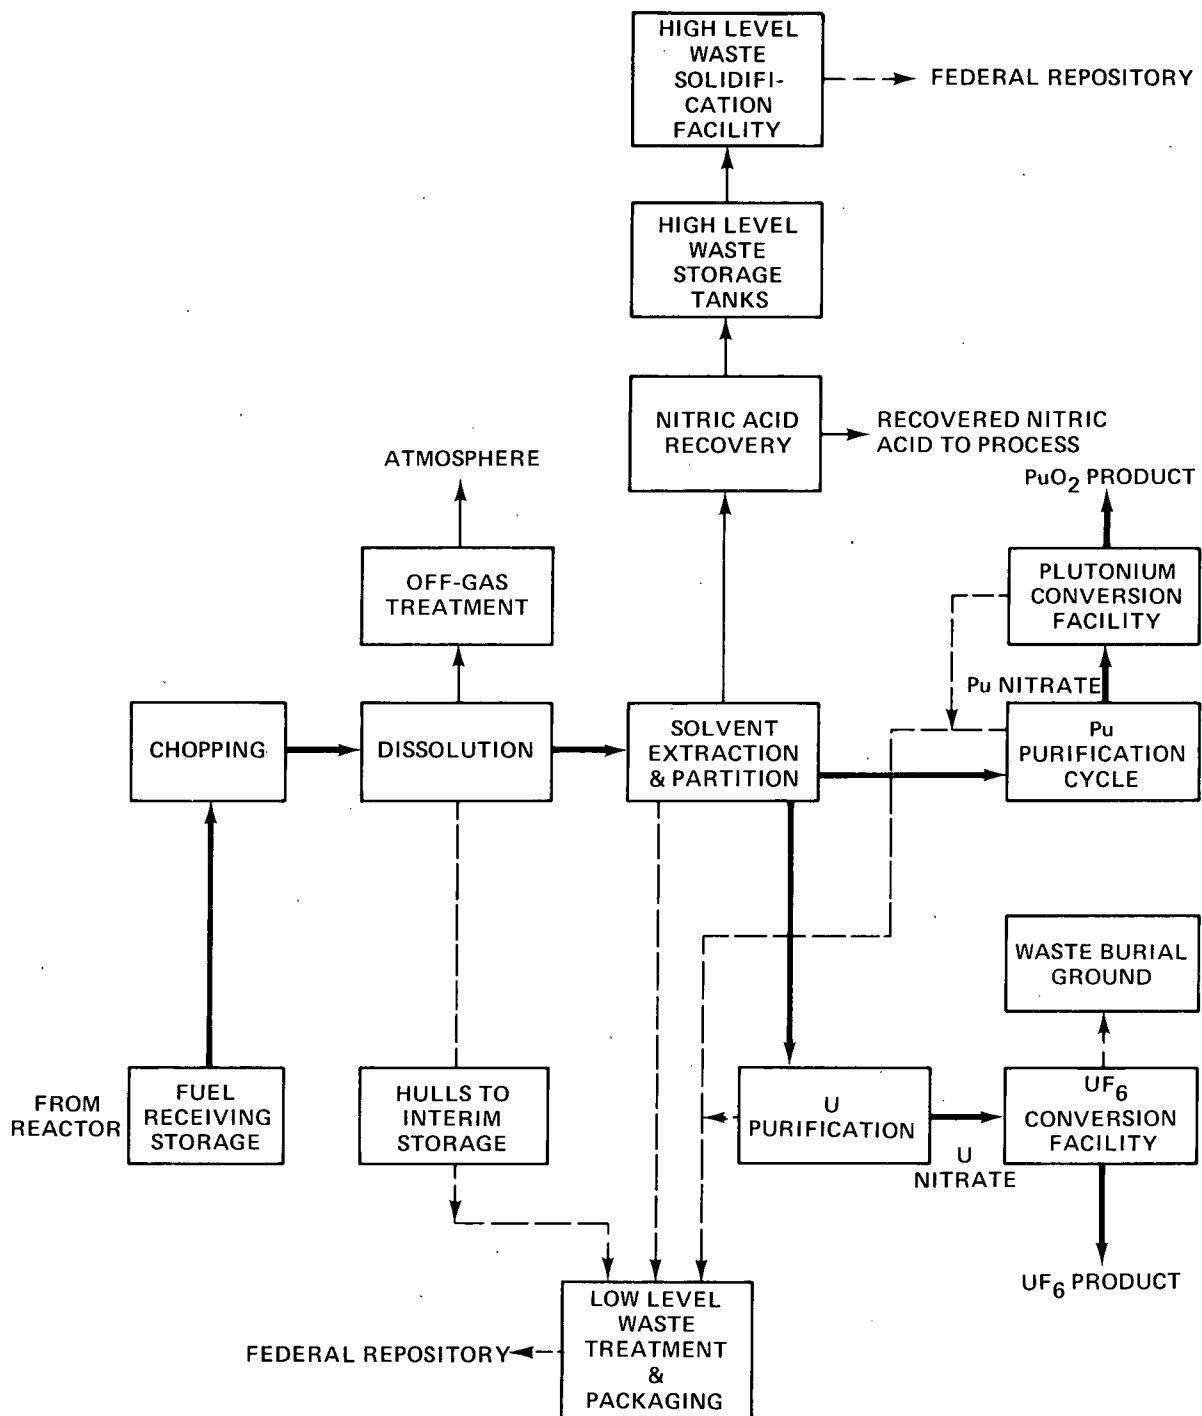 HIGH LEVEL
WASTE
SOLIDIFI-
CATION
FACILITY
FEDERAL REPOSITORY
HIGH LEVEL
WASTE
STORAGE
TANKS
NITRIC ACID
RECOVERY
RECOVERED NITRIC
ACID TO PROCESS
ATMOSPHERE
PuO2 PRODUCT
OFF-GAS
TREATMENT
PLUTONIUM
CONVERSION
FACILITY
Pu NITRATE
CHOPPING
DISSOLUTION
SOLVENT
EXTRACTION
& PARTITION
Pu
PURIFICATION
CYCLE
WASTE BURIAL
GROUND
FROM
REACTOR
FUEL
RECEIVING
STORAGE
HULLS TO
INTERIM
STORAGE
U
PURIFICATION
U
NITRATE
UF6
CONVERSION
FACILITY
UF6 PRODUCT
LOW LEVEL
WASTE
TREATMENT
&
PACKAGING
FEDERAL REPOSITORY